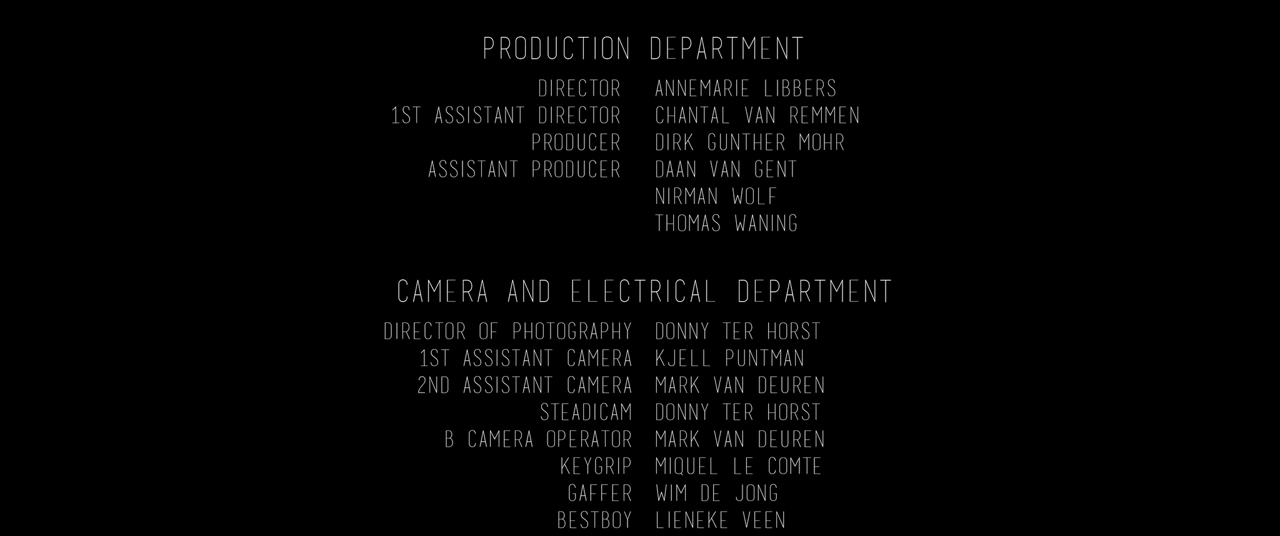 PRODUCTION DEPARTMENT
DIRECTOR ANNEMARIE LIBBERS
1ST ASSISTANT DIRECTOR CHANTAL VAN REMMEN
PRODUCER DIRK GUNTHER MOHR
ASSISTANT PRODUCER DAAN VAN GENT
NIRMAN WOLF
THOMAS WANING
CAMERA AND ELECTRICAL DEPARTMENT
DIRECTOR OF PHOTOGRAPHY DONNY TER HORST
1ST ASSISTANT CAMERA KJELL PUNTMAN
2ND ASSISTANT CAMERA MARK VAN DEUREN
STEADICAM DONNY TER HORST
B CAMERA OPERATOR MARK VAN DEUREN
KEYGRIP MIQUEL LE COMTE
GAFFER WIM DE JONG
BESTBOY LIENEKE VEEN